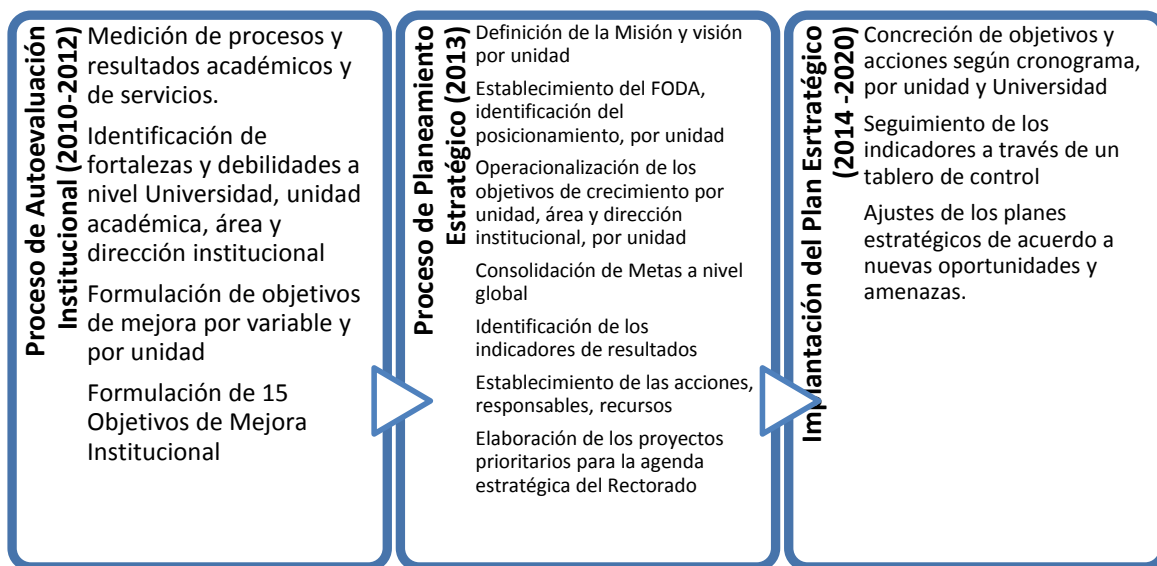 Proceso de Autoevaluación
Institucional (2010-2012)
Medición de procesos y
resultados académicos y
de servicios.
Identificación de
fortalezas y debilidades a
nivel Universidad, unidad
académica, área y
dirección institucional
Formulación de objetivos
de mejora por variable y
por unidad
Formulación de 15
Objetivos de Mejora
Institucional
Proceso de Planeamiento
Estratégico (2013)
Definición de la Misión y visión
por unidad
Establecimiento del FODA,
identificación del
posicionamiento, por unidad
Operacionalización de los
objetivos de crecimiento por
unidad, área y dirección
institucional, por unidad
Consolidación de Metas a nivel
global
Identificación de los
indicadores de resultados
Establecimiento de las acciones,
responsables, recursos
Elaboración de los proyectos
prioritarios para la agenda
estratégica del Rectorado
Implantación del Plan Esrtratégico
(2014 -2020)
Concreción de objetivos y
acciones según cronograma,
por unidad y Universidad
Seguimiento de los
indicadores a través de un
tablero de control
Ajustes de los planes
estratégicos de acuerdo a
nuevas oportunidades y
amenazas.